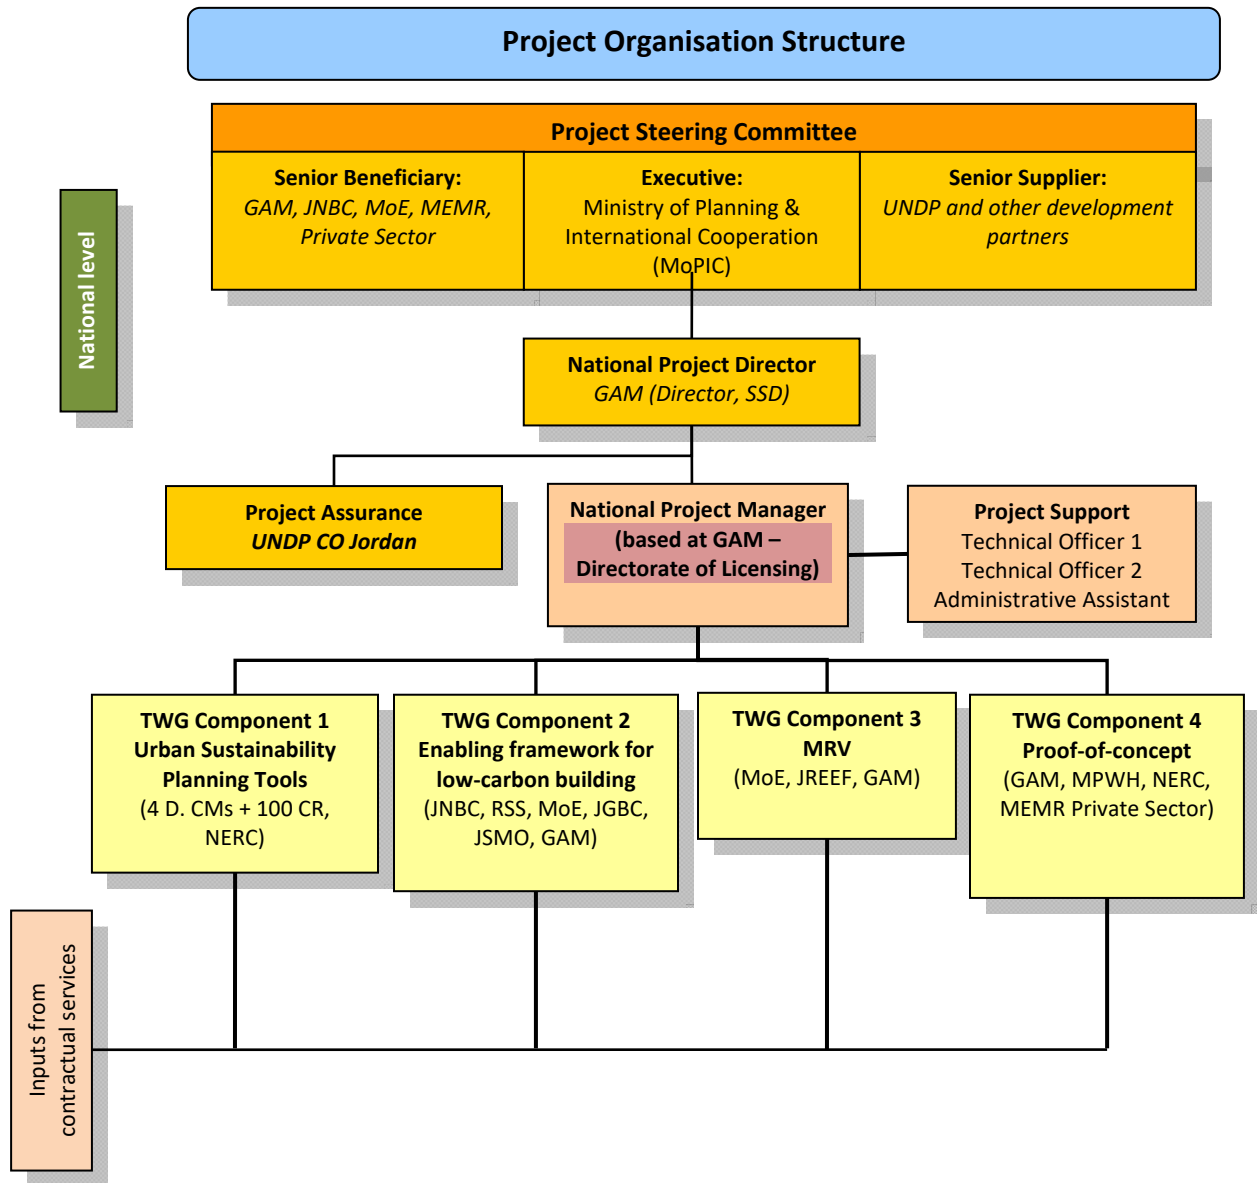 Project Organisation Structure
Project Steering Committee
Senior Beneficiary:
GAM, JNBC, MoE, MEMR,
Private Sector
Executive:
Ministry of Planning &
International Cooperation
(MoPIC)
Senior Supplier:
UNDP and other development
partners
National level
National Project Director
GAM (Director, SSD)
Project Assurance
UNDP CO Jordan
National Project Manager
(based at GAM –
Directorate of Licensing)
Project Support
Technical Officer 1
Technical Officer 2
Administrative Assistant
TWG Component 1
Urban Sustainability
Planning Tools
(4 D. CMs + 100 CR,
NERC)
TWG Component 2
Enabling framework for
low-carbon building
(JNBC, RSS, MoE, JGBC,
JSMO, GAM)
TWG Component 3
MRV
(MoE, JREEF, GAM)
TWG Component 4
Proof-of-concept
(GAM, MPWH, NERC,
MEMR Private Sector)
Inputs from
contractual services